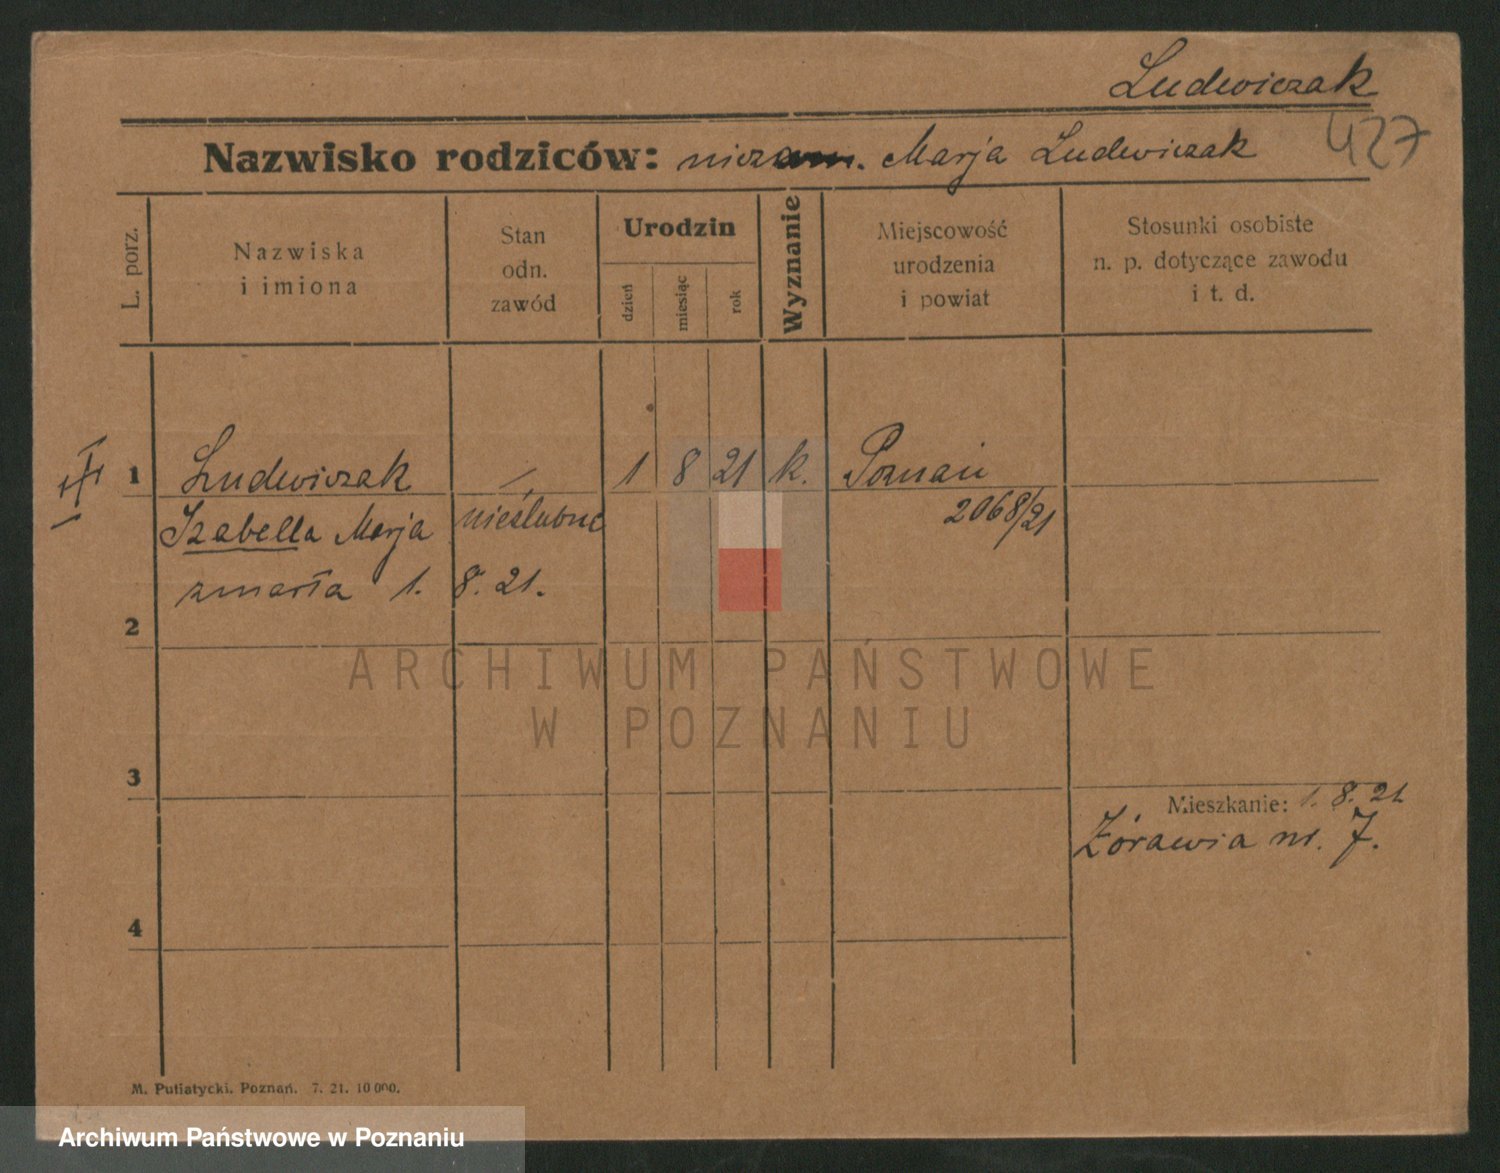 Ludwiczak
427
Nazwisko rodziców: niezam. Marja Ludwiczak
L. porz.
Nazwiska
i imiona
Stan
odn.
zawód
Urodzin
dzień
miesiąc
rok
Wyznanie
Miejscowość
urodzenia
i powiat
Stosunki osobiste
n. p. dotyczące zawodu
i t. d.
1 Ludwiczak 1 8 21 k. Poznań
Izabella Marja nieślubne 2068/21
zmarła 1. 8. 21.
2
ARCHIWUM PAŃSTWOWE
W POZNANIU
3
Mieszkanie: 1. 8. 21
Żórawia nr. 7.
4
M. Putiatycki. Poznań. 7. 21. 10 000.
Archiwum Państwowe w Poznaniu